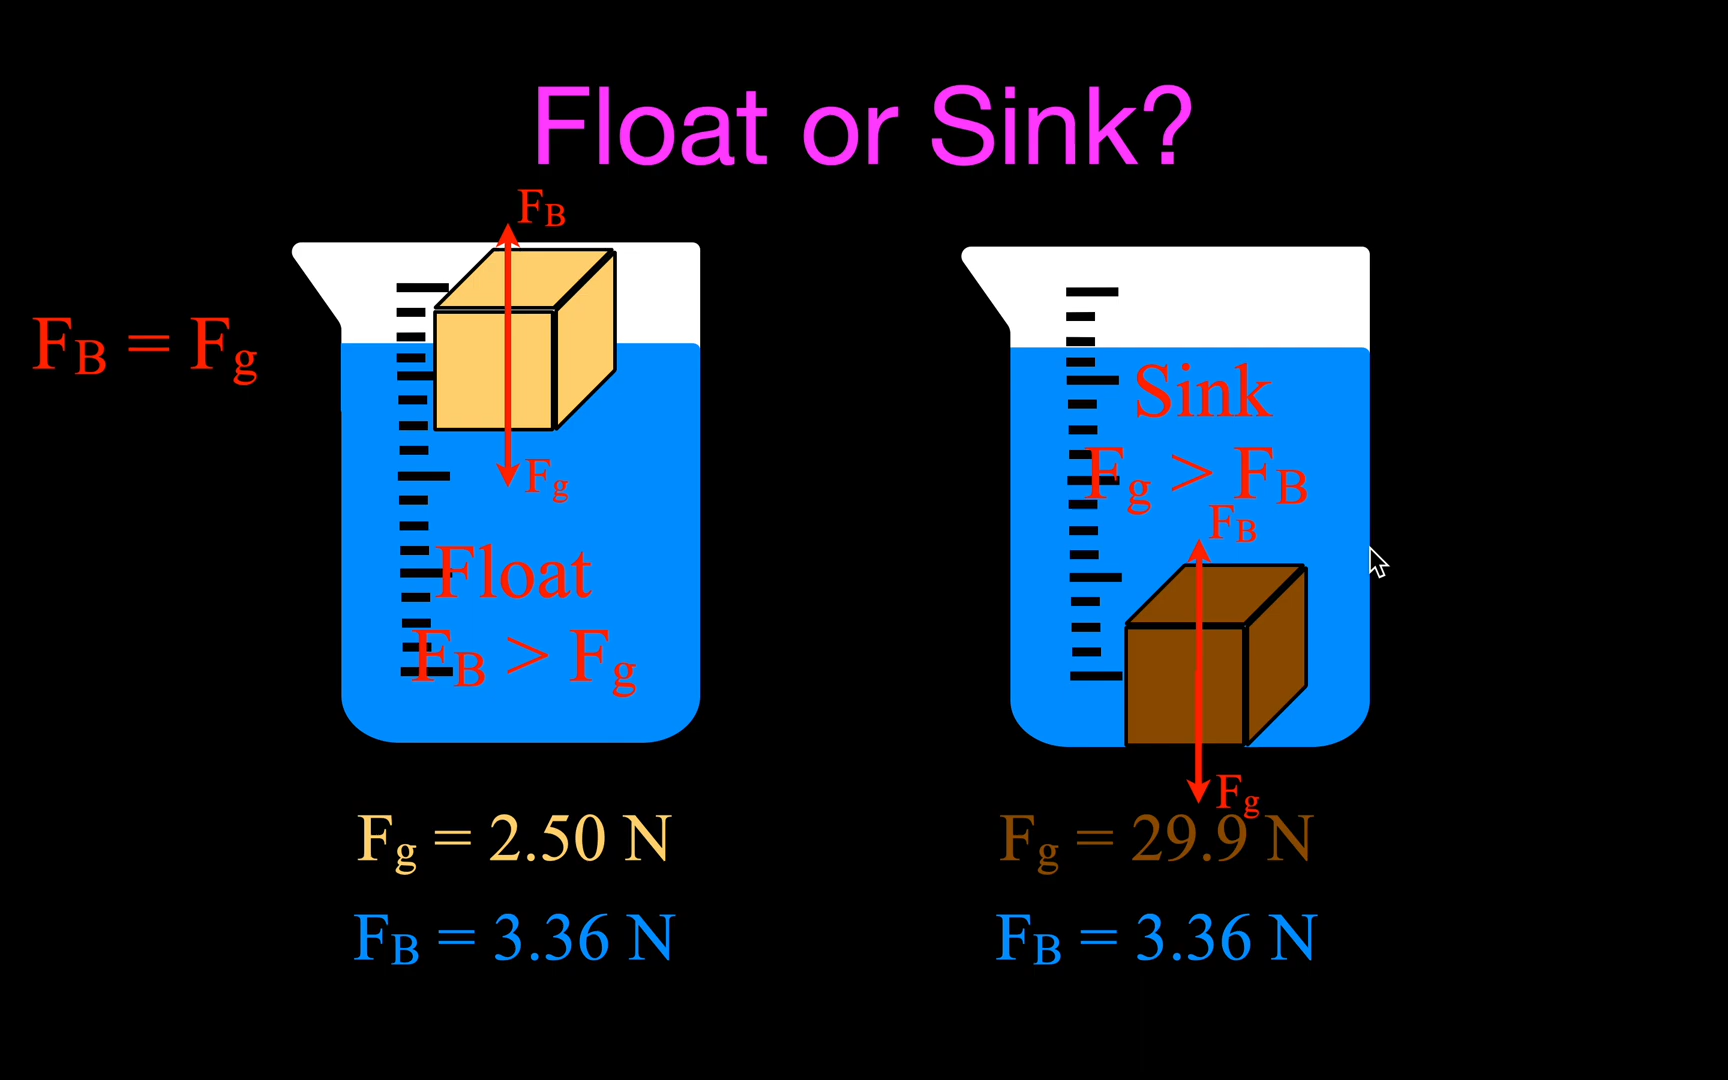 Float or Sink?
F_B
F_B = F_g
F_g
Float
F_B > F_g
F_g = 2.50 N
F_B = 3.36 N
Sink
F_g > F_B
F_B
F_g
F_g = 29.9 N
F_B = 3.36 N